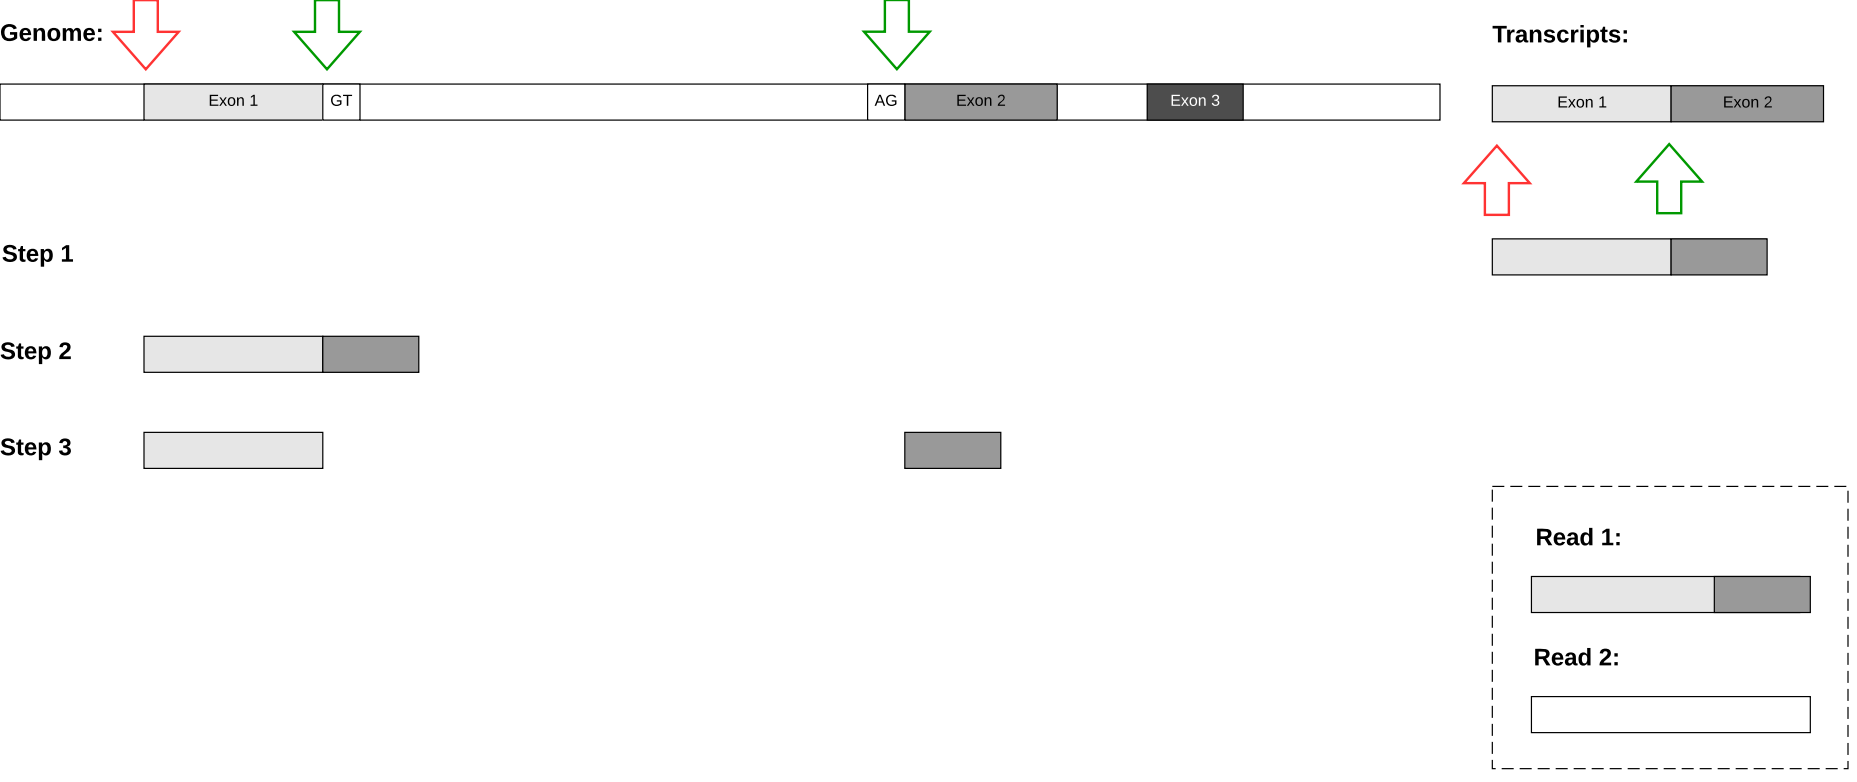 Genome:
Transcripts:
Exon 1
GT
AG
Exon 2
Exon 3
Exon 1
Exon 2
Step 1
Step 2
Step 3
Read 1:
Read 2: